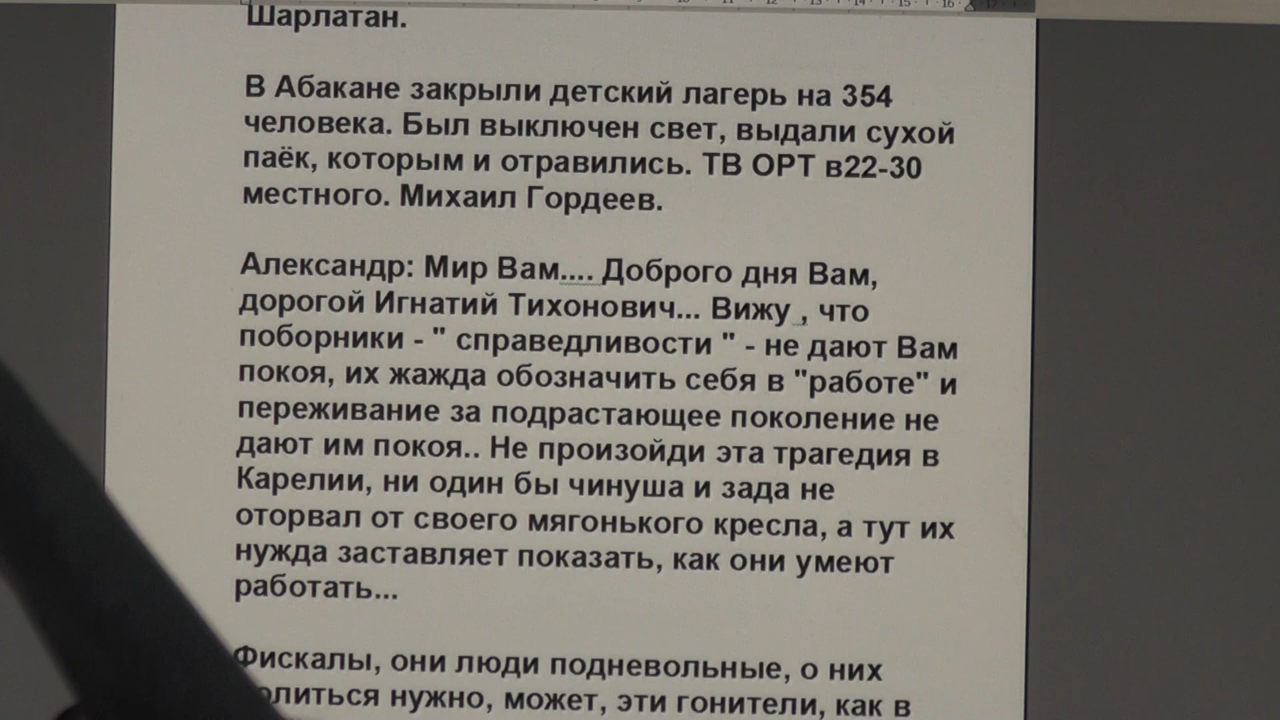 Шарлатан.
В Абакане закрыли детский лагерь на 354
человека. Был выключен свет, выдали сухой
паёк, которым и отравились. ТВ ОРТ в22-30
местного. Михаил Гордеев.
Александр: Мир Вам.... Доброго дня Вам,
дорогой Игнатий Тихонович... Вижу , что
поборники - " справедливости " - не дают Вам
покоя, их жажда обозначить себя в "работе" и
переживание за подрастающее поколение не
дают им покоя.. Не произойди эта трагедия в
Карелии, ни один бы чинуша и зада не
оторвал от своего мягонького кресла, а тут их
нужда заставляет показать, как они умеют
работать...
Фискалы, они люди подневольные, о них
нужно, может, эти гонители, как в